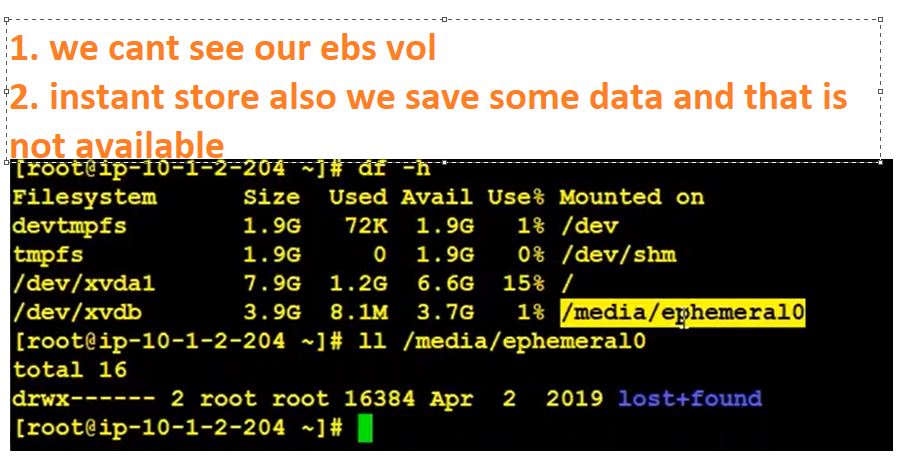 1. we cant see our ebs vol
2. instant store also we save some data and that is
not available
[root@ip-10-1-2-204 ~]# df -h
Filesystem      Size  Used Avail Use% Mounted on
devtmpfs        1.9G   72K  1.9G   1% /dev
tmpfs           1.9G     0  1.9G   0% /dev/shm
/dev/xvda1      7.9G  1.2G  6.6G  15% /
/dev/xvdb       3.9G  8.1M  3.7G   1% /media/ephemeral0
[root@ip-10-1-2-204 ~]# ll /media/ephemeral0
total 16
drwx------ 2 root root 16384 Apr  2  2019 lost+found
[root@ip-10-1-2-204 ~]#